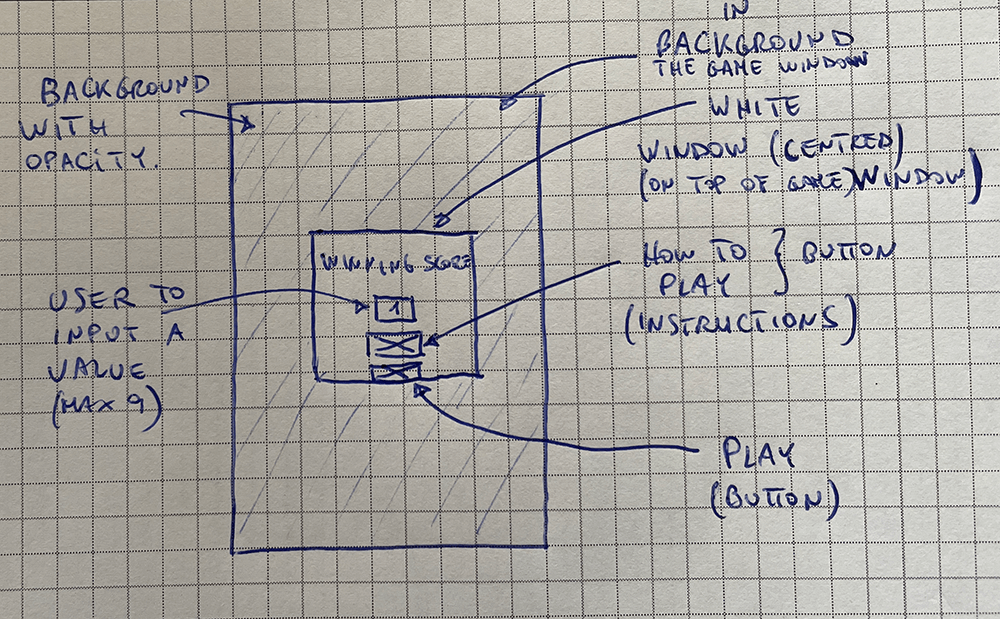 BACKGROUND
WITH
OPACITY.
IN
BACKGROUND
THE GAME WINDOW
WHITE
WINDOW (CENTRED)
(ON TOP OF GAME) WINDOW)
WINNING SCORE
1
USER TO
INPUT A
VALUE
(MAX 9)
HOW TO
PLAY } BUTTON
(INSTRUCTIONS)
PLAY
(BUTTON)